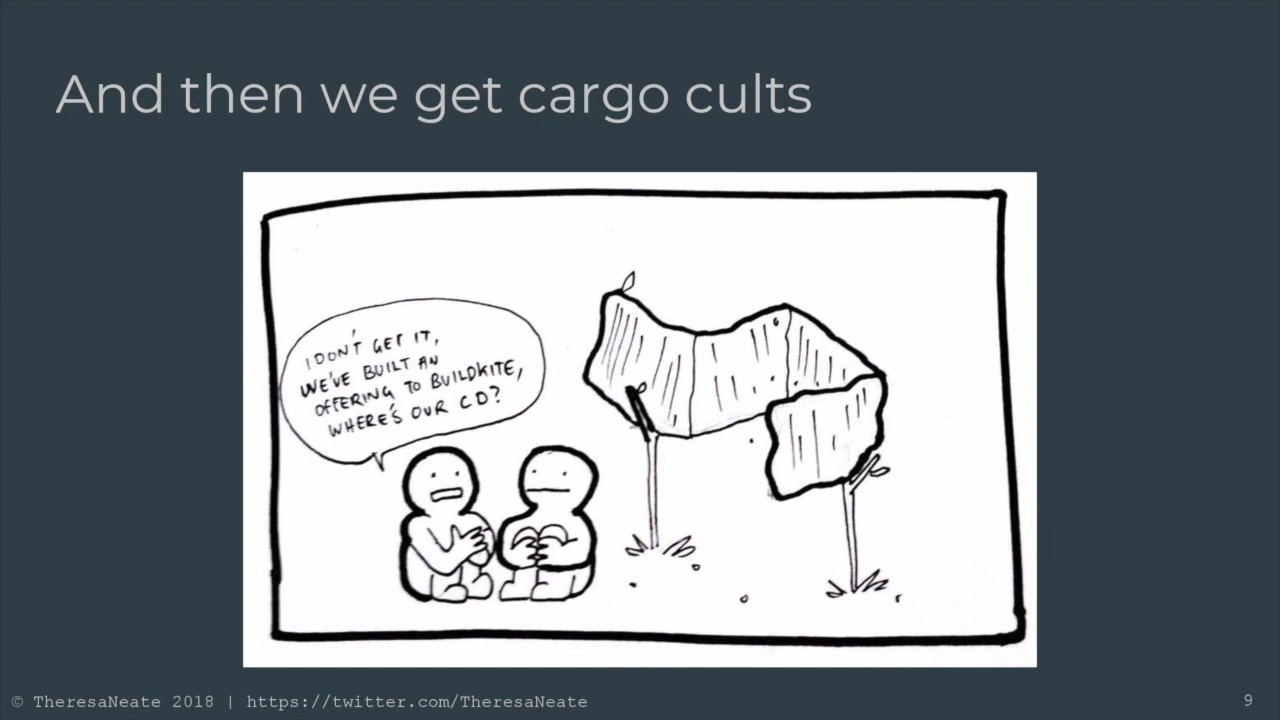 And then we get cargo cults
I DON'T GET IT,
WE'VE BUILT AN
OFFERING TO BUILDKITE,
WHERE'S OUR CD?
© TheresaNeate 2018 | https://twitter.com/TheresaNeate
9